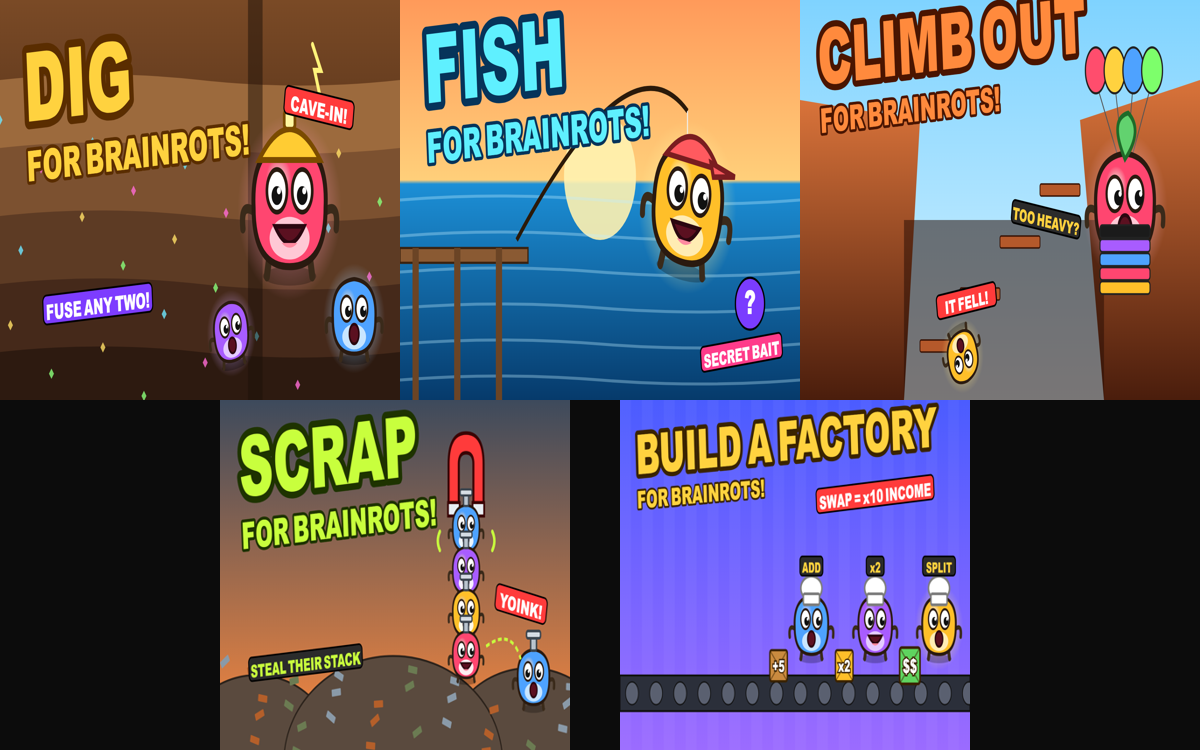 DIG
FOR BRAINROTS!
CAVE-IN!
FUSE ANY TWO!
FISH
FOR BRAINROTS!
?
SECRET BAIT
CLIMB OUT
FOR BRAINROTS!
TOO HEAVY?
IT FELL!
SCRAP
FOR BRAINROTS!
YOINK!
STEAL THEIR STACK
BUILD A FACTORY
FOR BRAINROTS!
SWAP = x10 INCOME
ADD
x2
SPLIT
+5
x2
$$